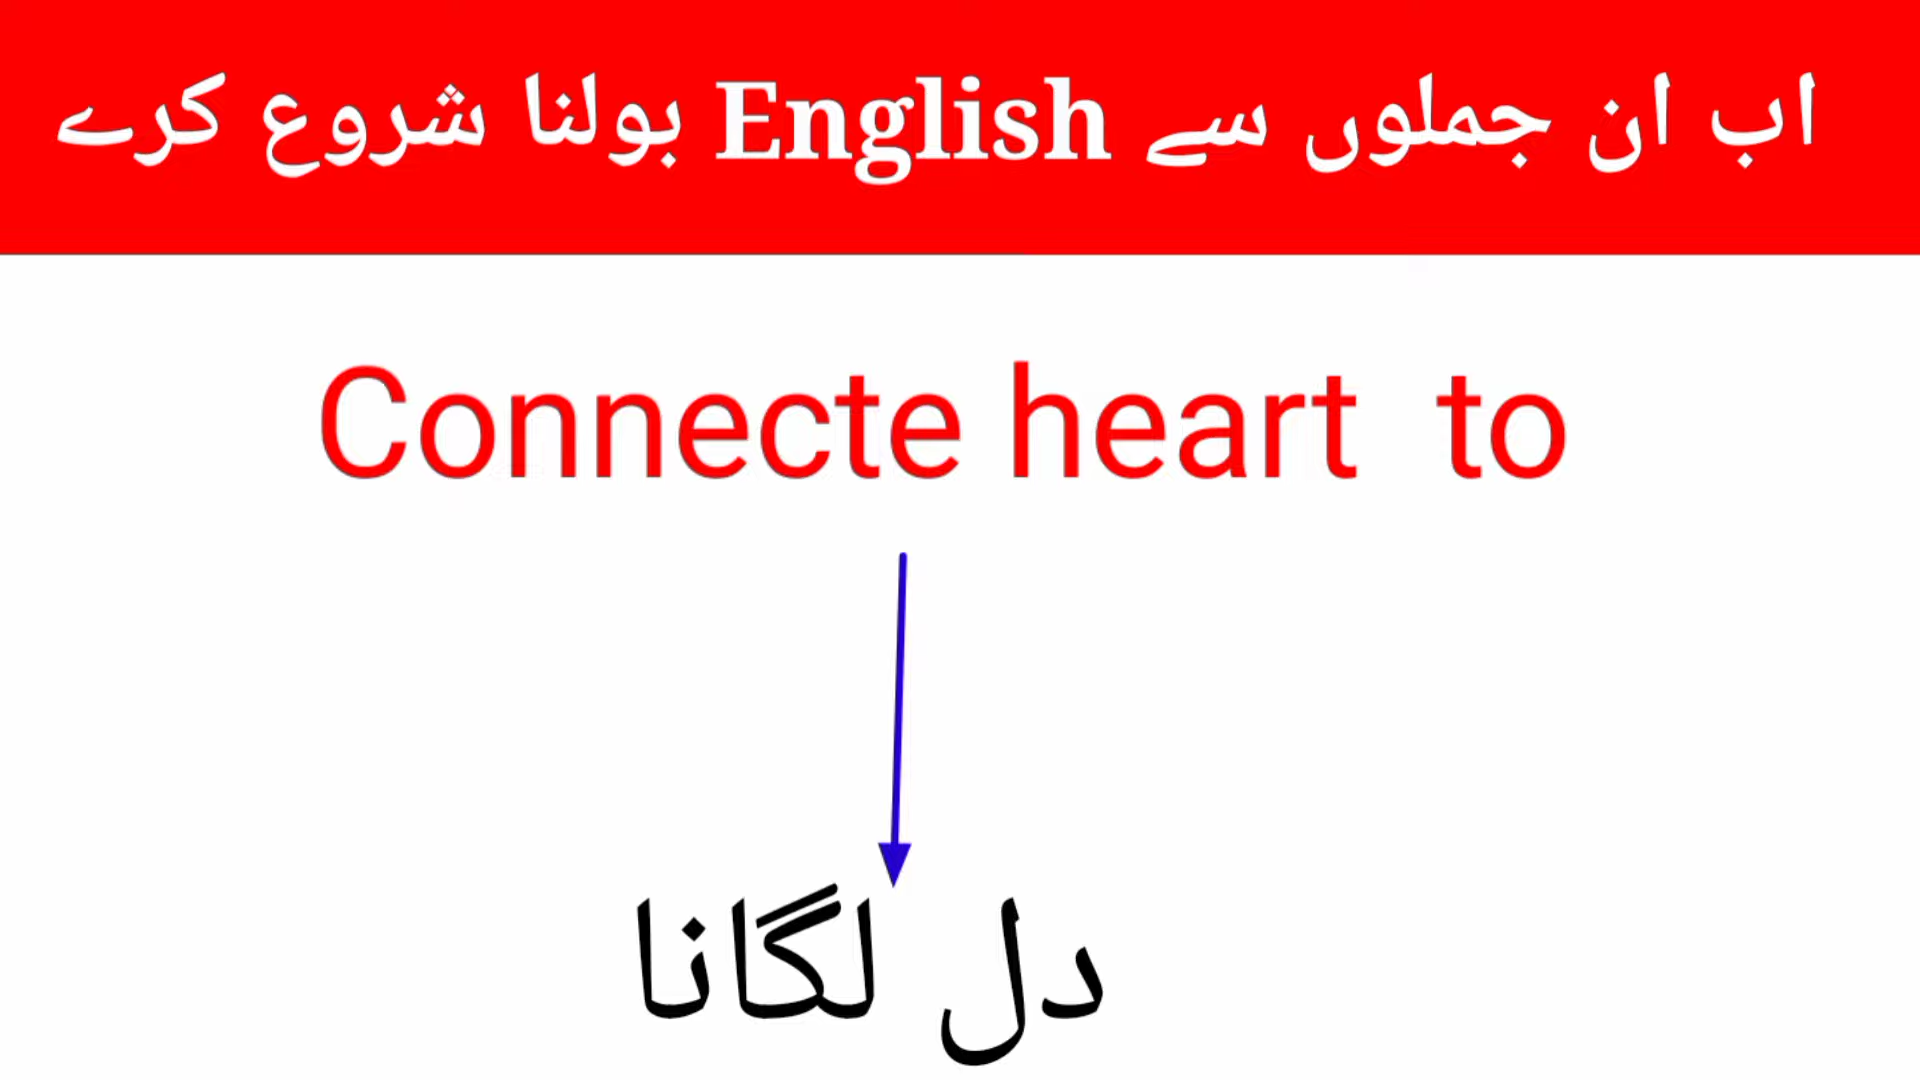 اب ان جملوں سے English بولنا شروع کرے
Connecte heart to
دل لگانا